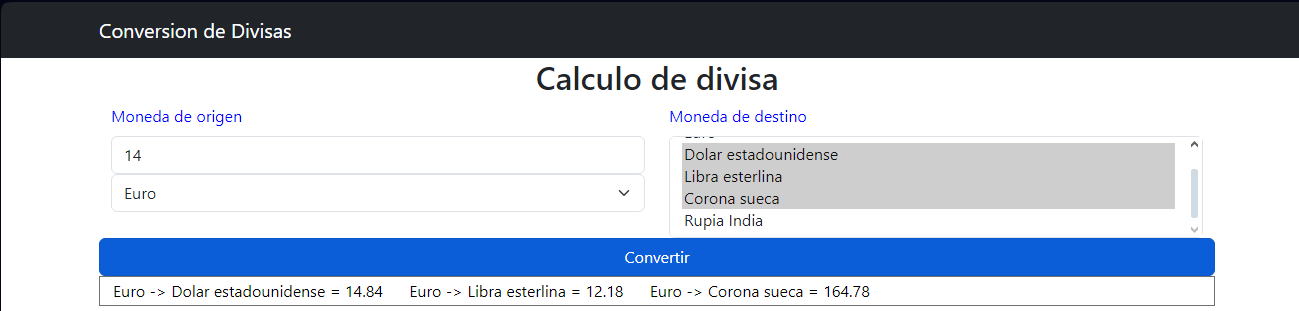 Conversion de Divisas
Calculo de divisa
Moneda de origen
14
Euro
Moneda de destino
Dolar estadounidense
Libra esterlina
Corona sueca
Rupia India
Convertir
Euro -> Dolar estadounidense = 14.84 Euro -> Libra esterlina = 12.18 Euro -> Corona sueca = 164.78